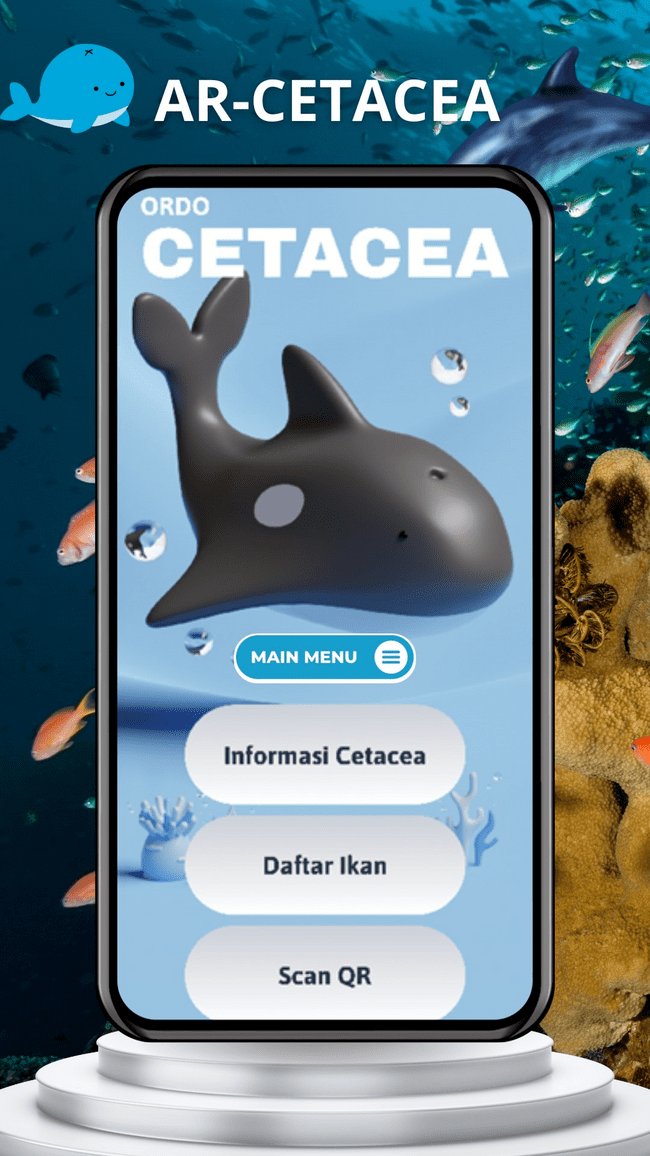 AR-CETACEA
ORDO
CETACEA
MAIN MENU
Informasi Cetacea
Daftar Ikan
Scan QR